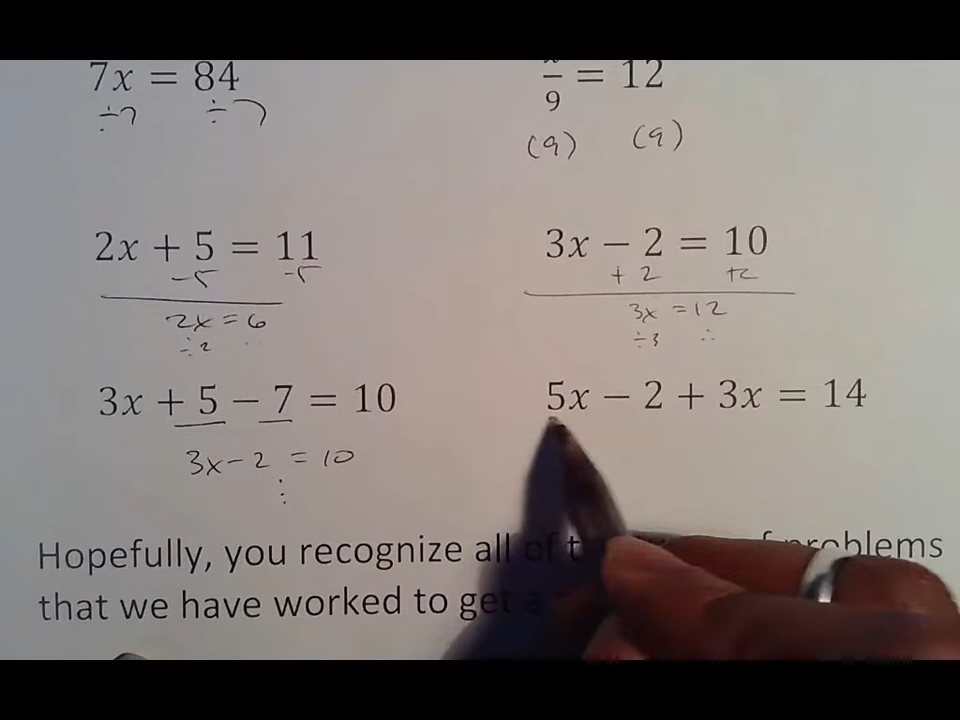 7x = 84
÷7 ÷7
x/9 = 12
(9) (9)
2x + 5 = 11
-5 -5
2x = 6
÷2
3x - 2 = 10
+2 +2
3x = 12
÷3
3x + 5 − 7 = 10
3x - 2 = 10
5x − 2 + 3x = 14
Hopefully, you recognize all of problems
that we have worked to get a